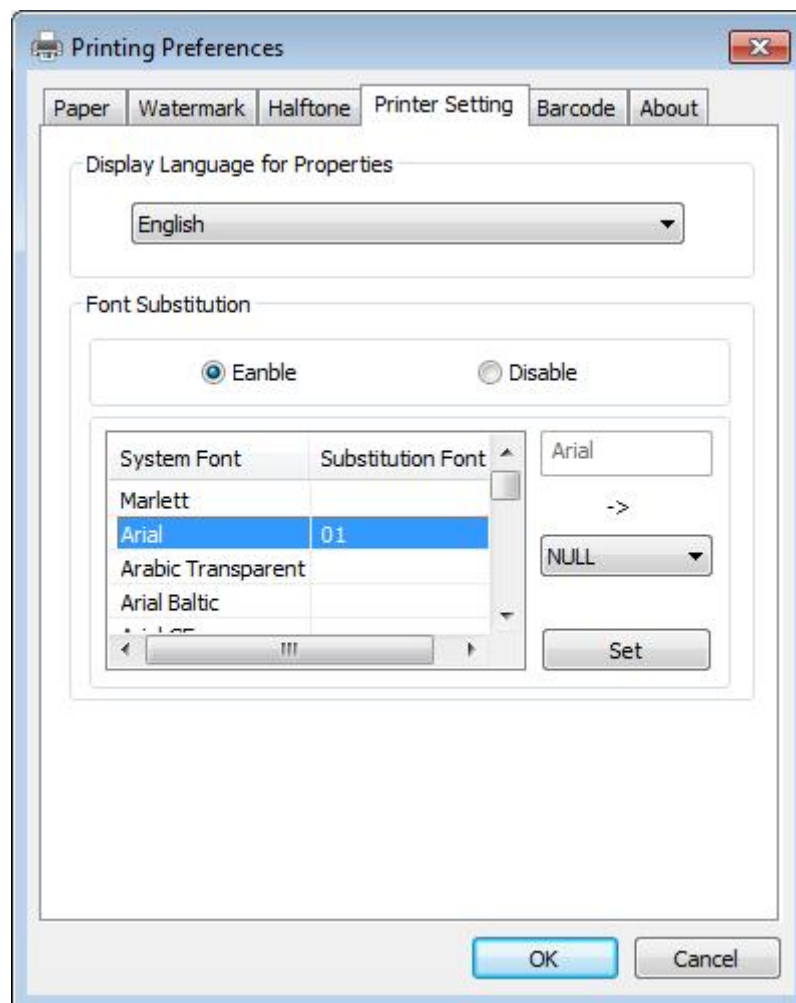 Printing Preferences
Paper Watermark Halftone Printer Setting Barcode About
Display Language for Properties
English
Font Substitution
Eanble Disable
System Font Substitution Font
Marlett
Arial 01
Arabic Transparent
Arial Baltic
Arial
->
NULL
Set
OK Cancel